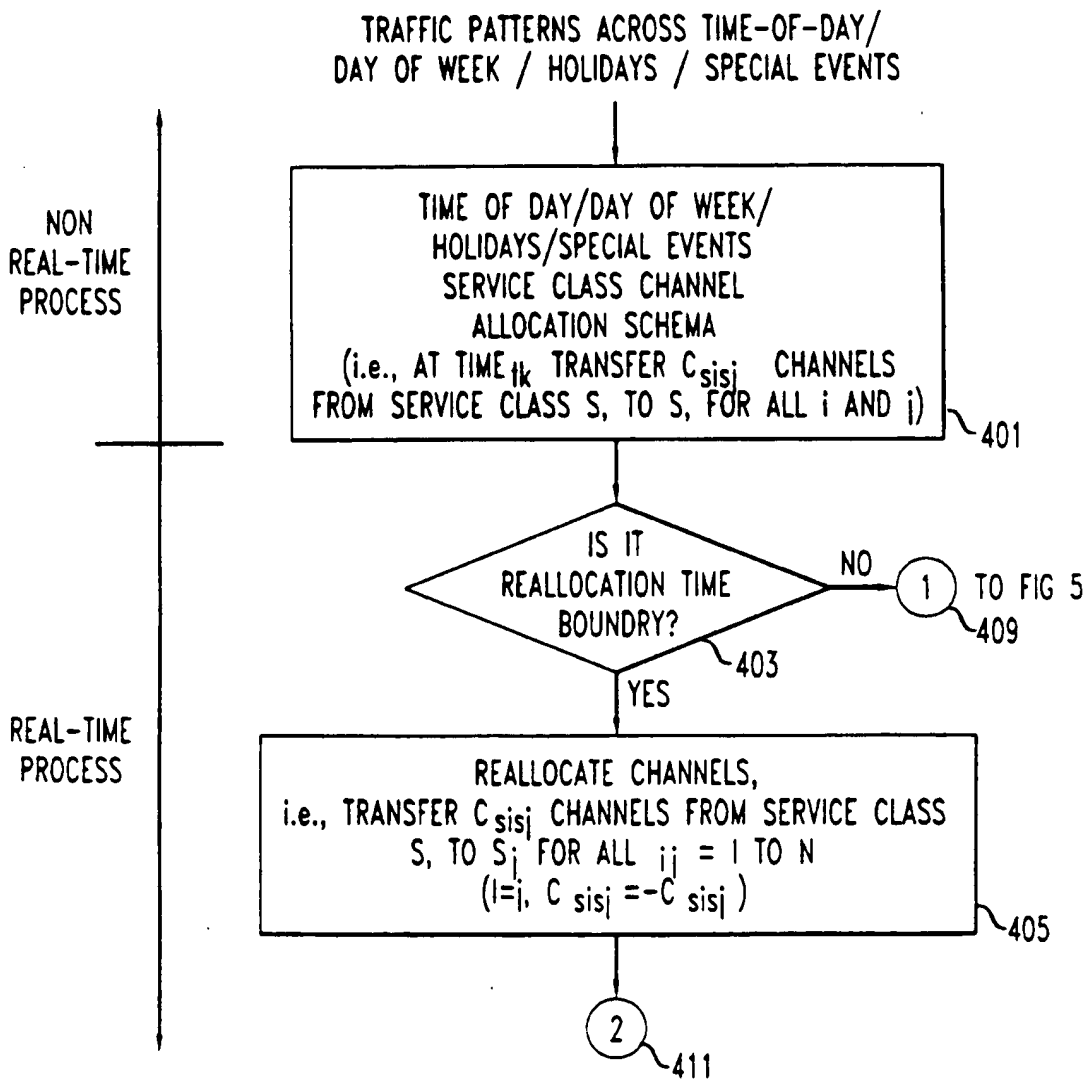 TRAFFIC PATTERNS ACROSS TIME-OF-DAY/
DAY OF WEEK / HOLIDAYS / SPECIAL EVENTS
NON
REAL-TIME
PROCESS
TIME OF DAY/DAY OF WEEK/
HOLIDAYS/SPECIAL EVENTS
SERVICE CLASS CHANNEL
ALLOCATION SCHEMA
(i.e., AT TIME tk TRANSFER C sisj CHANNELS
FROM SERVICE CLASS S, TO S, FOR ALL i AND j)
401
IS IT
REALLOCATION TIME
BOUNDRY?
403
NO
1
TO FIG 5
409
YES
REAL-TIME
PROCESS
REALLOCATE CHANNELS,
i.e., TRANSFER C sisj CHANNELS FROM SERVICE CLASS
S, TO S j FOR ALL ij = 1 TO N
(I=j, C sisj =-C sisj )
405
2
411